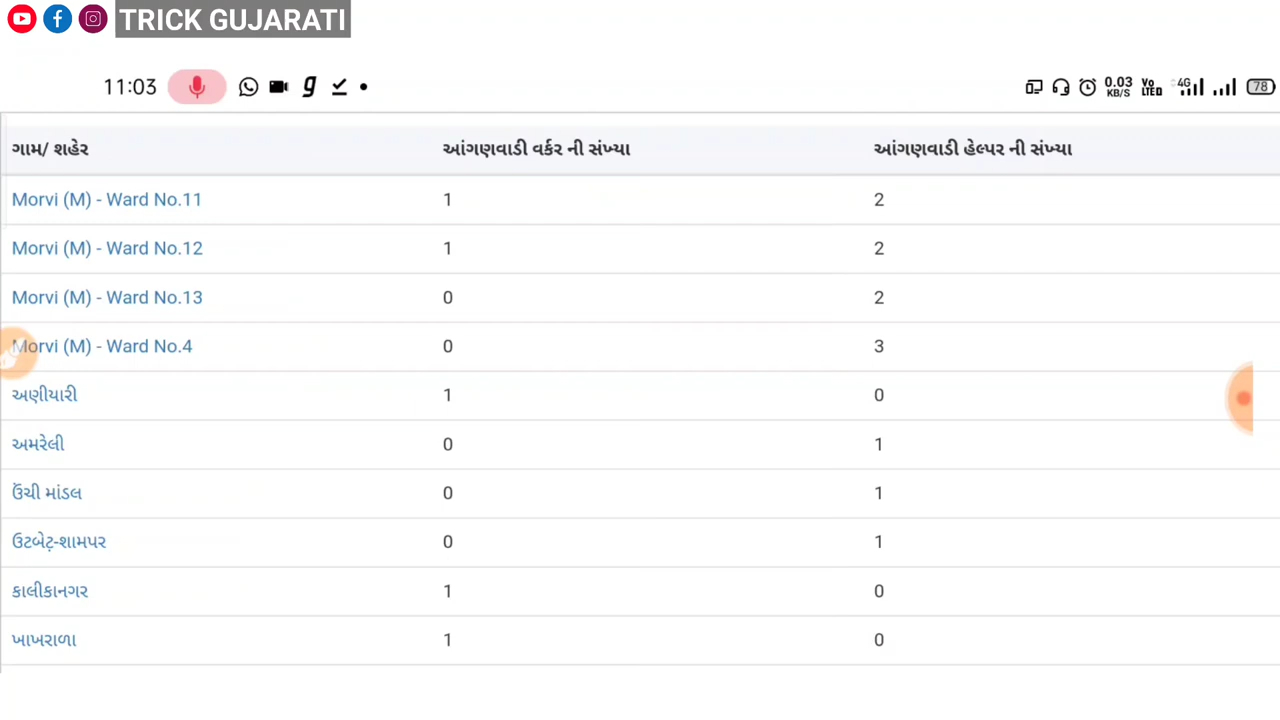 TRICK GUJARATI
11:03 g 0.03 KB/S Vo LTE 4G 78
ગામ/ શહેર આંગણવાડી વર્કર ની સંખ્યા આંગણવાડી હેલ્પર ની સંખ્યા
Morvi (M) - Ward No.11 1 2
Morvi (M) - Ward No.12 1 2
Morvi (M) - Ward No.13 0 2
Morvi (M) - Ward No.4 0 3
અણીયારી 1 0
અમરેલી 0 1
ઉંચી માંડલ 0 1
ઉટબેટ્-શામપર 0 1
કાલીકાનગર 1 0
ખાખરાળા 1 0